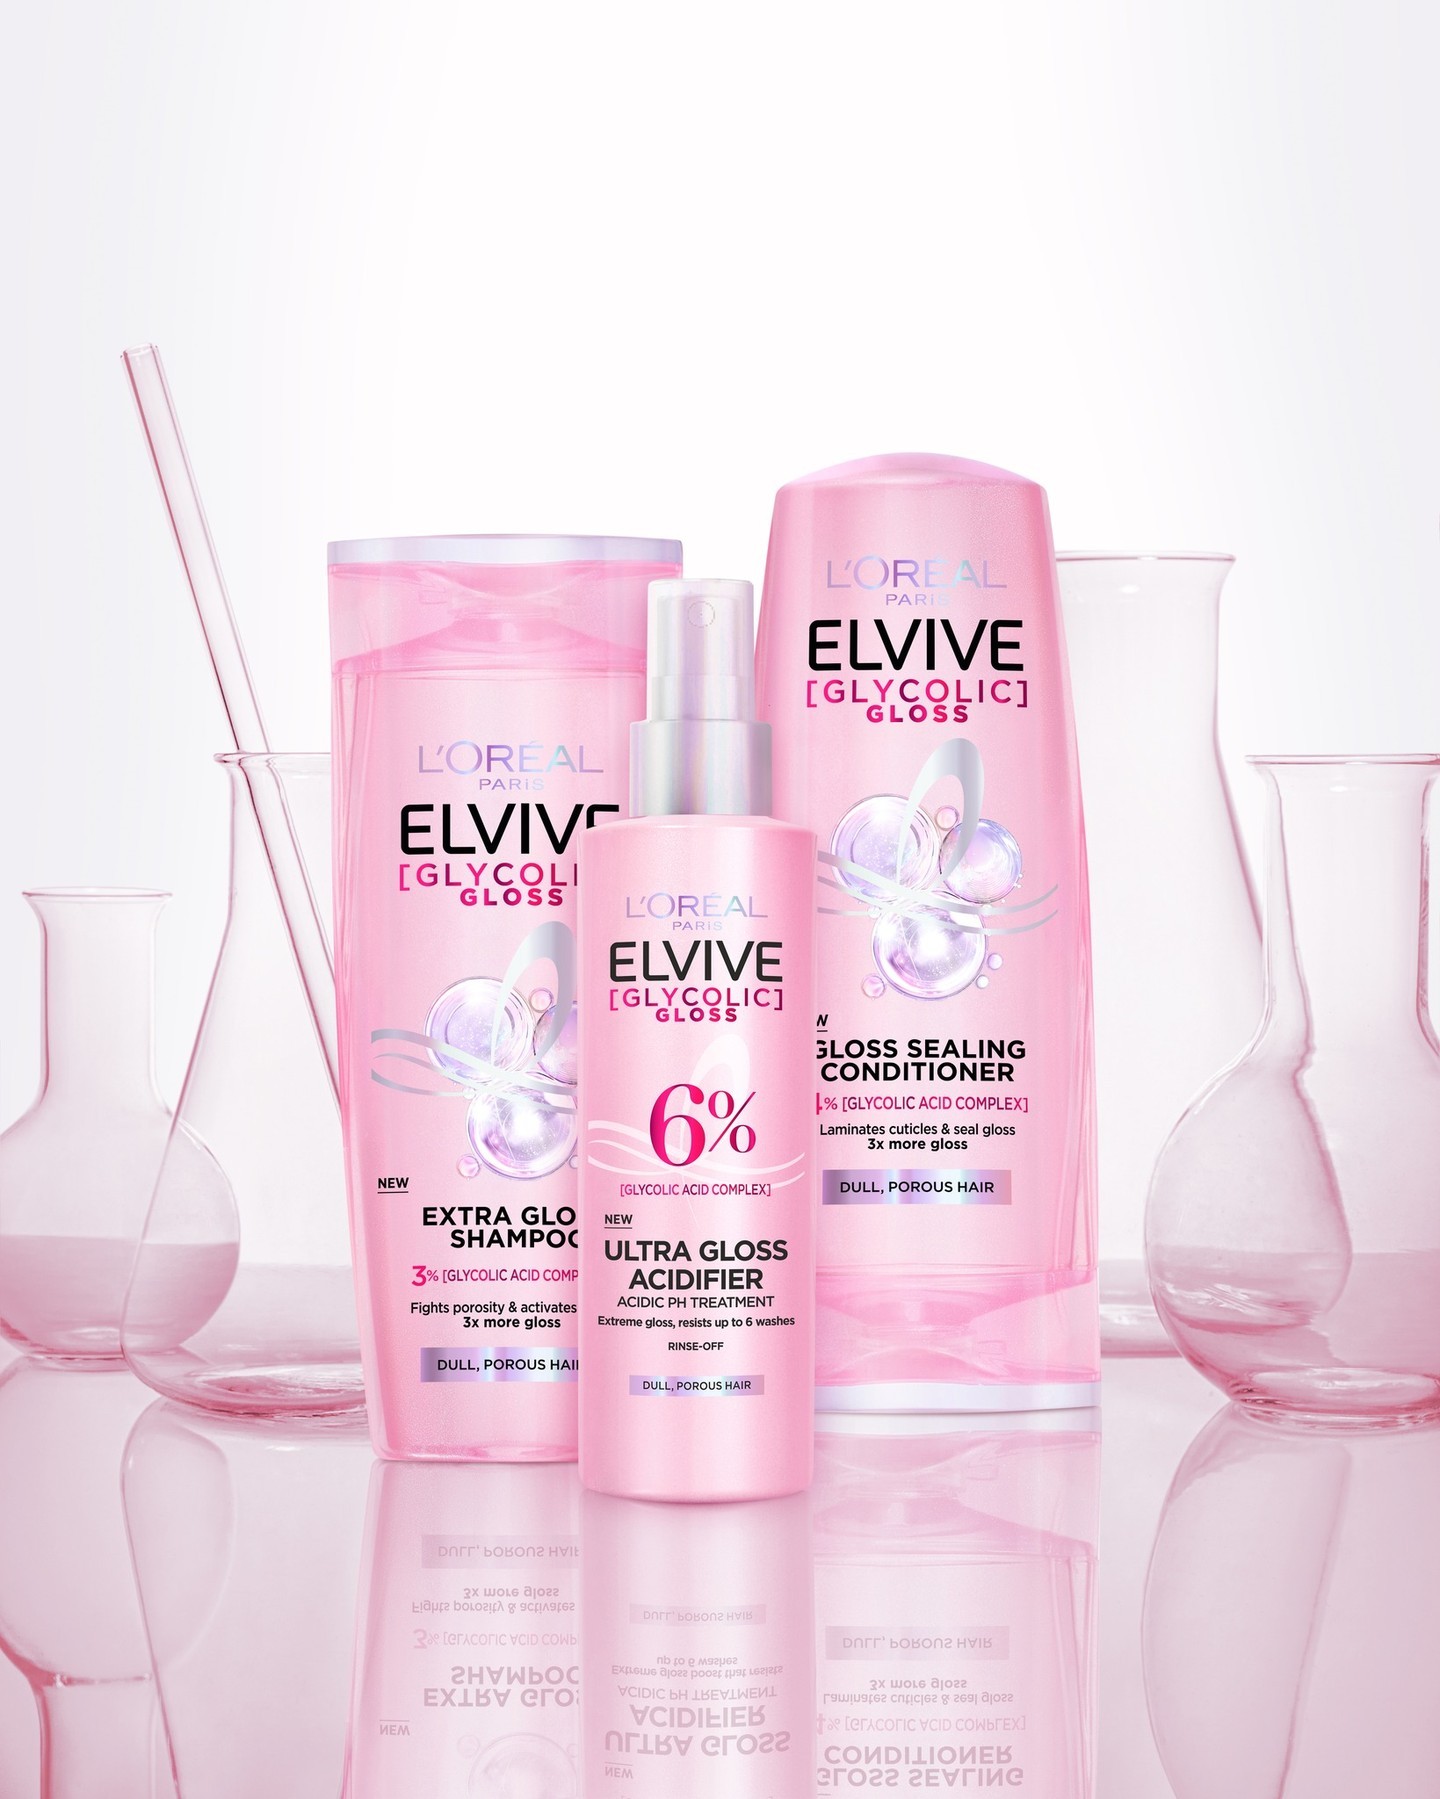 L'ORÉAL
PARIS
ELVIVE
[GLYCOLIC]
GLOSS
GLOSS SEALING
CONDITIONER
4% [GLYCOLIC ACID COMPLEX]
Laminates cuticles & seal gloss
3x more gloss
DULL, POROUS HAIR
L'ORÉAL
PARIS
ELVIVE
[GLYCOLI
GLOSS
NEW
EXTRA GLO
SHAMPOO
3% [GLYCOLIC ACID COMP
Fights porosity & activates
3x more gloss
DULL, POROUS HAIR
L'ORÉAL
PARIS
ELVIVE
[GLYCOLIC]
GLOSS
6%
[GLYCOLIC ACID COMPLEX]
NEW
ULTRA GLOSS
ACIDIFIER
ACIDIC PH TREATMENT
Extreme gloss, resists up to 6 washes
RINSE-OFF
DULL, POROUS HAIR